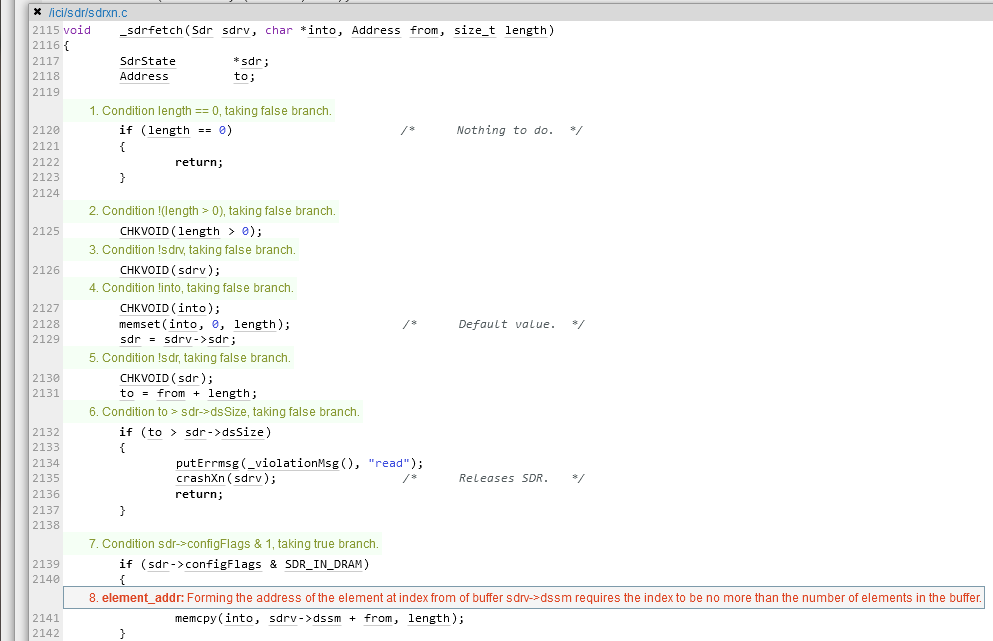 ✖ /ici/sdr/sdrxn.c
2115 void _sdrfetch(Sdr sdrv, char *into, Address from, size_t length)
2116 {
2117 SdrState *sdr;
2118 Address to;
2119
1. Condition length == 0, taking false branch.
2120 if (length == 0) /* Nothing to do. */
2121 {
2122 return;
2123 }
2124
2. Condition !(length > 0), taking false branch.
2125 CHKVOID(length > 0);
3. Condition !sdrv, taking false branch.
2126 CHKVOID(sdrv);
4. Condition !into, taking false branch.
2127 CHKVOID(into);
2128 memset(into, 0, length); /* Default value. */
2129 sdr = sdrv->sdr;
5. Condition !sdr, taking false branch.
2130 CHKVOID(sdr);
2131 to = from + length;
6. Condition to > sdr->dsSize, taking false branch.
2132 if (to > sdr->dsSize)
2133 {
2134 putErrmsg(_violationMsg(), "read");
2135 crashXn(sdrv); /* Releases SDR. */
2136 return;
2137 }
2138
7. Condition sdr->configFlags & 1, taking true branch.
2139 if (sdr->configFlags & SDR_IN_DRAM)
2140 {
8. element_addr: Forming the address of the element at index from of buffer sdrv->dssm requires the index to be no more than the number of elements in the buffer.
2141 memcpy(into, sdrv->dssm + from, length);
2142 }